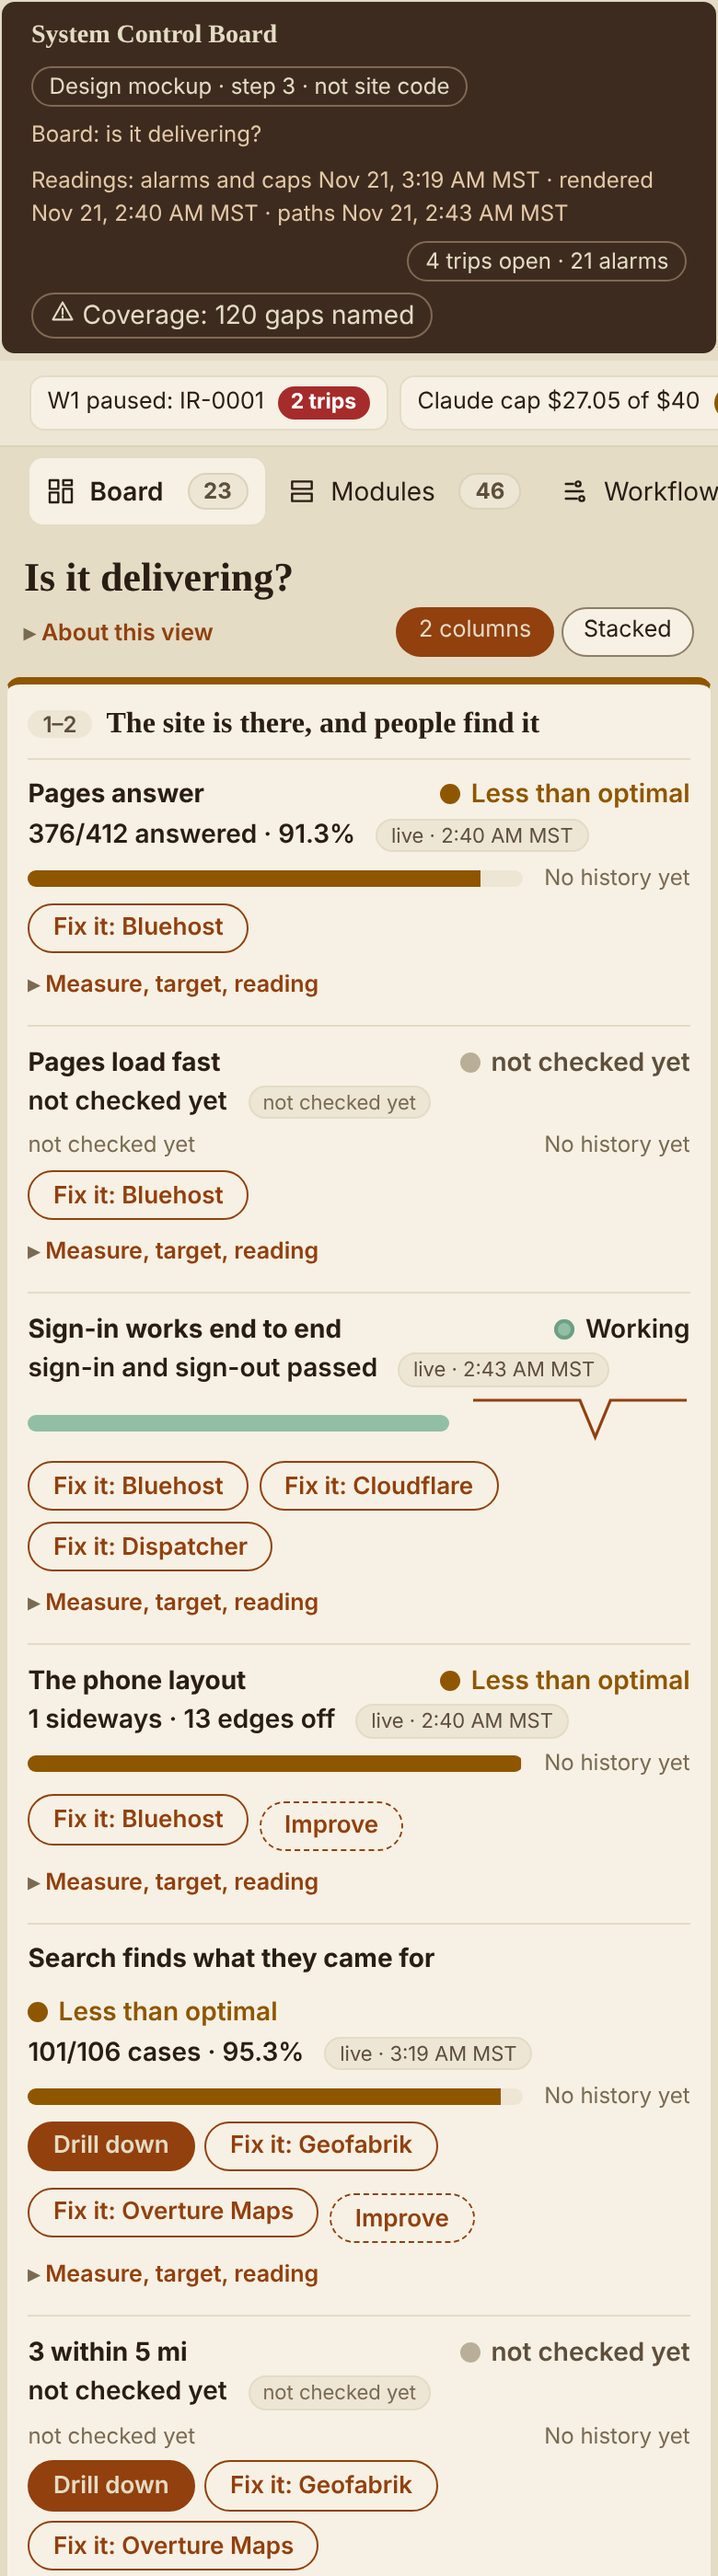 System Control Board
Design mockup · step 3 · not site code
Board: is it delivering?
Readings: alarms and caps Nov 21, 3:19 AM MST · rendered
Nov 21, 2:40 AM MST · paths Nov 21, 2:43 AM MST
4 trips open · 21 alarms
Coverage: 120 gaps named
W1 paused: IR-0001 2 trips Claude cap $27.05 of $40
Board 23 Modules 46 Workflow
Is it delivering?
About this view 2 columns Stacked
1–2 The site is there, and people find it
Pages answer Less than optimal
376/412 answered · 91.3% live · 2:40 AM MST
No history yet
Fix it: Bluehost
Measure, target, reading
Pages load fast not checked yet
not checked yet not checked yet
not checked yet No history yet
Fix it: Bluehost
Measure, target, reading
Sign-in works end to end Working
sign-in and sign-out passed live · 2:43 AM MST
Fix it: Bluehost Fix it: Cloudflare
Fix it: Dispatcher
Measure, target, reading
The phone layout Less than optimal
1 sideways · 13 edges off live · 2:40 AM MST
No history yet
Fix it: Bluehost Improve
Measure, target, reading
Search finds what they came for
Less than optimal
101/106 cases · 95.3% live · 3:19 AM MST
No history yet
Drill down Fix it: Geofabrik
Fix it: Overture Maps Improve
Measure, target, reading
3 within 5 mi not checked yet
not checked yet not checked yet
not checked yet No history yet
Drill down Fix it: Geofabrik
Fix it: Overture Maps